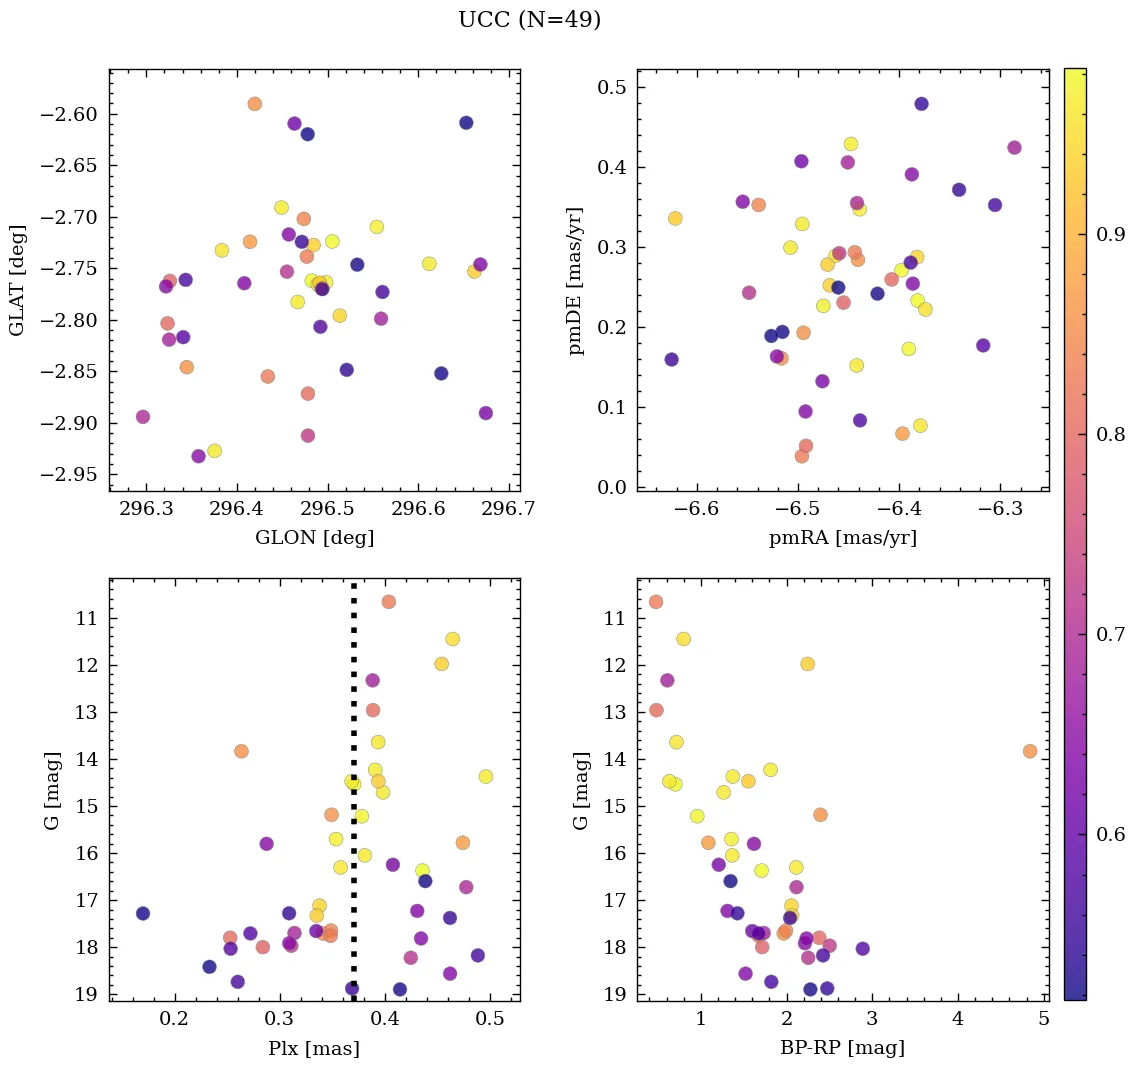 UCC (N=49)
−2.60
−2.65
−2.70
−2.75
−2.80
−2.85
−2.90
−2.95
GLAT [deg]
296.3 296.4 296.5 296.6 296.7
GLON [deg]
0.5
0.4
0.3
0.2
0.1
0.0
pmDE [mas/yr]
−6.6 −6.5 −6.4 −6.3
pmRA [mas/yr]
11
12
13
14
15
16
17
18
19
G [mag]
0.2 0.3 0.4 0.5
Plx [mas]
11
12
13
14
15
16
17
18
19
G [mag]
1 2 3 4 5
BP-RP [mag]
0.9
0.8
0.7
0.6